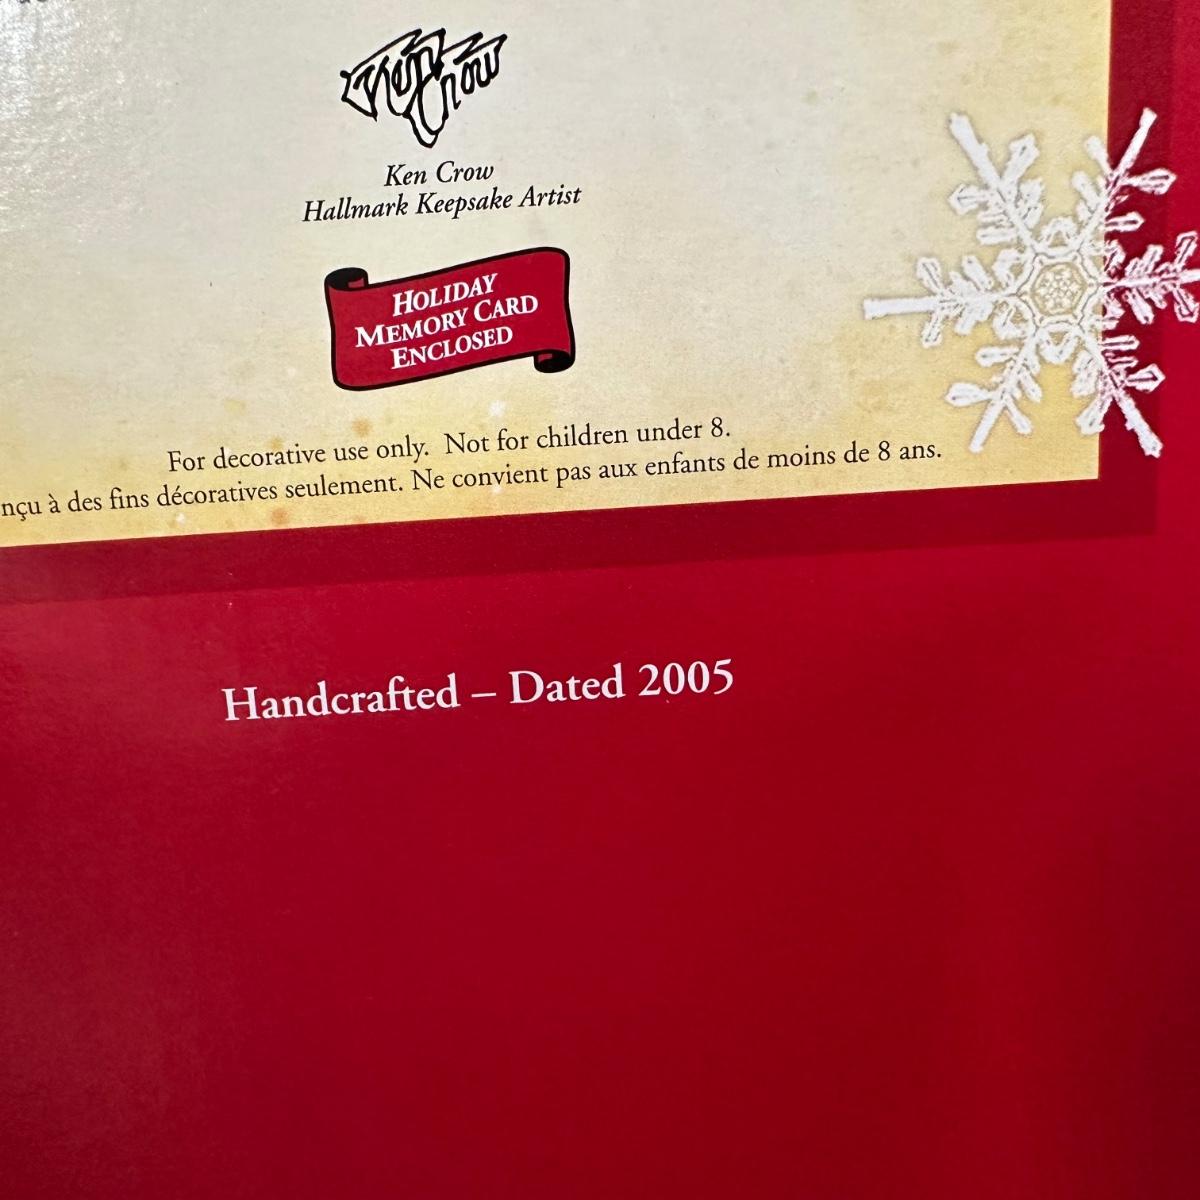 Ken Crow
Ken Crow
Hallmark Keepsake Artist
HOLIDAY
MEMORY CARD
ENCLOSED
For decorative use only. Not for children under 8.
nçu à des fins décoratives seulement. Ne convient pas aux enfants de moins de 8 ans.
Handcrafted – Dated 2005